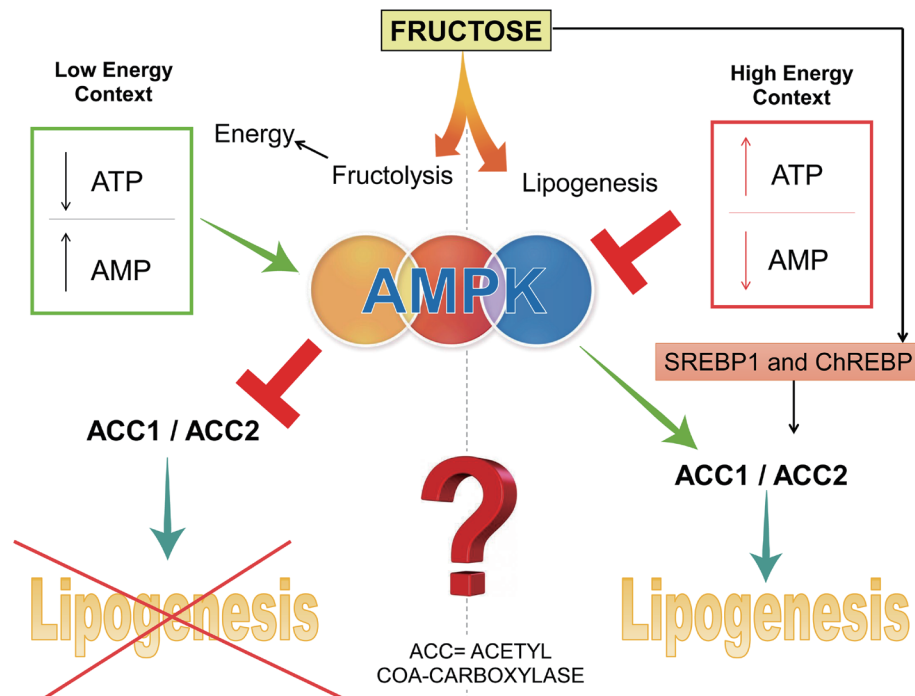 FRUCTOSE
Low Energy
Context
High Energy
Context
Energy
Fructolysis
Lipogenesis
ATP
AMP
ATP
AMP
AMPK
SREBP1 and ChREBP
ACC1 / ACC2
ACC1 / ACC2
?
Lipogenesis
Lipogenesis
ACC= ACETYL
COA-CARBOXYLASE